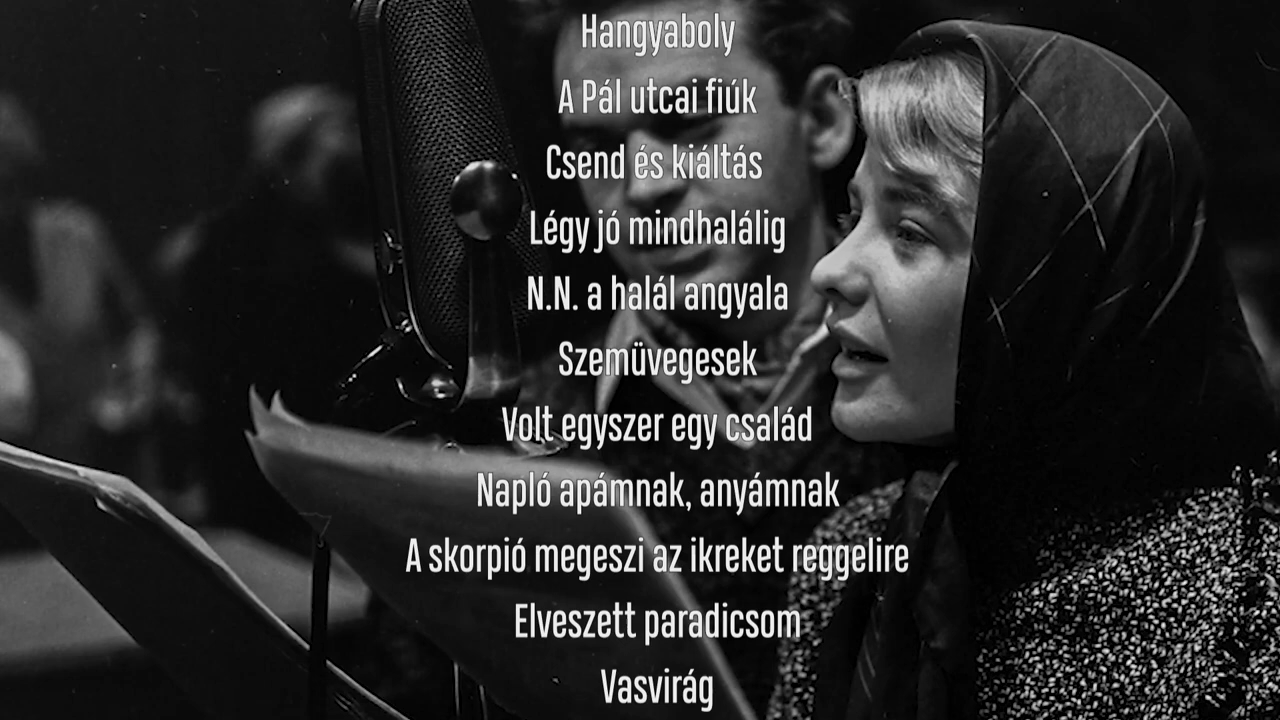 Hangyaboly
A Pál utcai fiúk
Csend és kiáltás
Légy jó mindhalálig
N.N. a halál angyala
Szemüvegesek
Volt egyszer egy család
Napló apámnak, anyámnak
A skorpió megeszi az ikreket reggelire
Elveszett paradicsom
Vasvirág